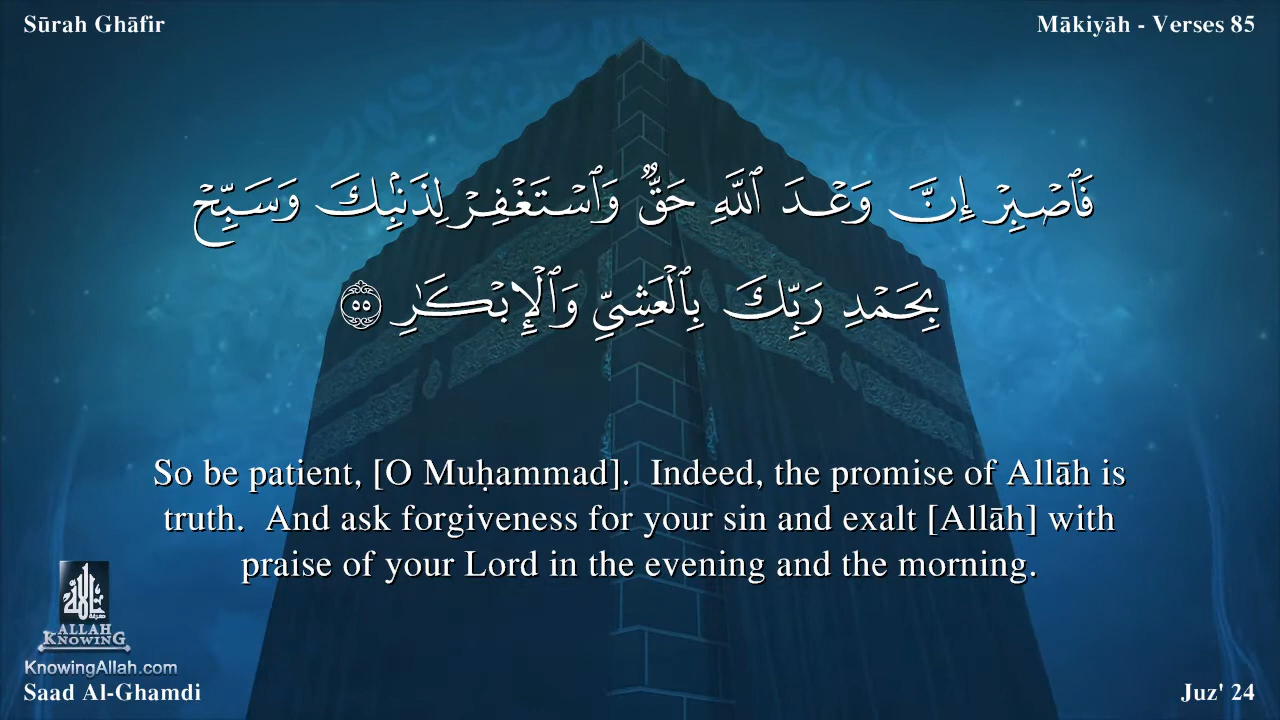 Sūrah Ghāfir
Mākiyāh - Verses 85
فَٱصْبِرْ إِنَّ وَعْدَ ٱللَّهِ حَقٌّ وَٱسْتَغْفِرْ لِذَنۢبِكَ وَسَبِّحْ
بِحَمْدِ رَبِّكَ بِٱلْعَشِىِّ وَٱلْإِبْكَـٰرِ ٥٥
So be patient, [O Muḥammad]. Indeed, the promise of Allāh is
truth. And ask forgiveness for your sin and exalt [Allāh] with
praise of your Lord in the evening and the morning.
ALLAH
KNOWING
KnowingAllah.com
Saad Al-Ghamdi
Juz' 24